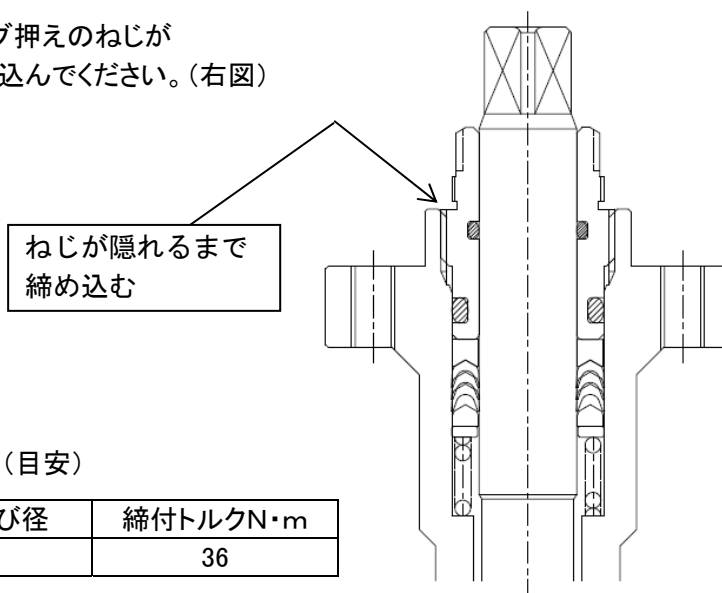 ブ押えのねじが
込んでください。（右図）
ねじが隠れるまで
締め込む
（目安）
び径 締付トルクN・m
36